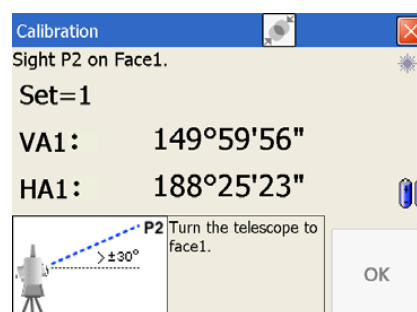 Calibration
Sight P2 on Face1.
Set=1
VA1: 149°59'56"
HA1: 188°25'23"
P2
>±30°
Turn the telescope to
face1.
OK